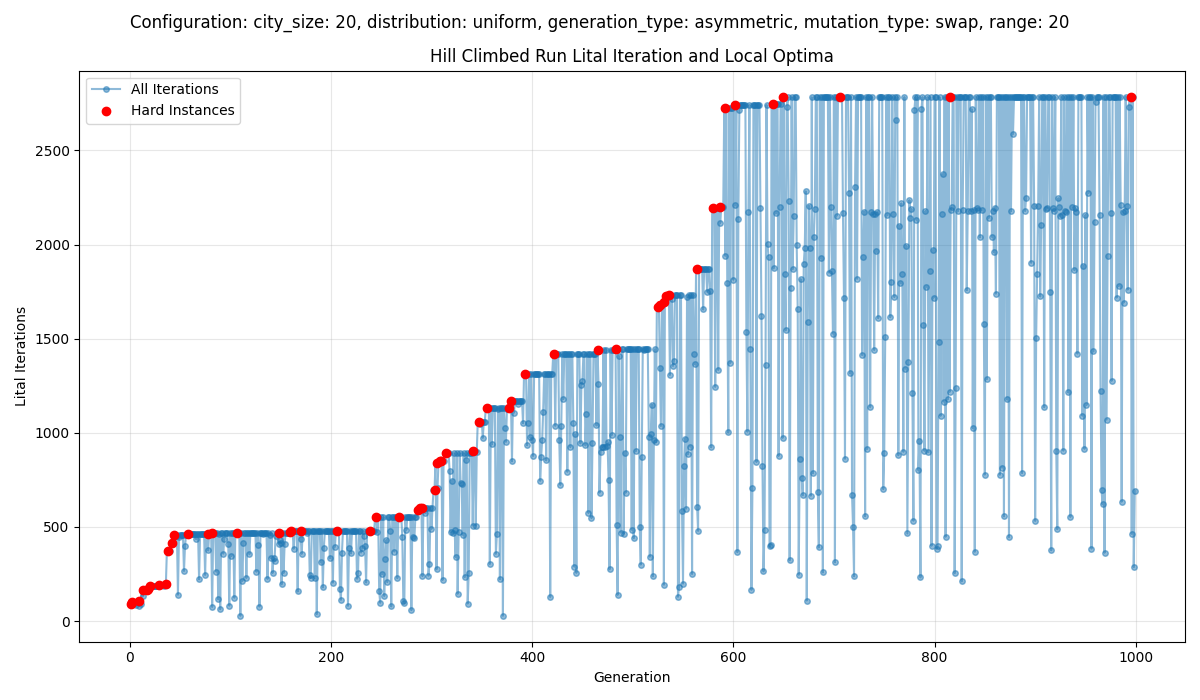 Configuration: city_size: 20, distribution: uniform, generation_type: asymmetric, mutation_type: swap, range: 20
Hill Climbed Run Lital Iteration and Local Optima
All Iterations
Hard Instances
Lital Iterations
2500
2000
1500
1000
500
0
0 200 400 600 800 1000
Generation